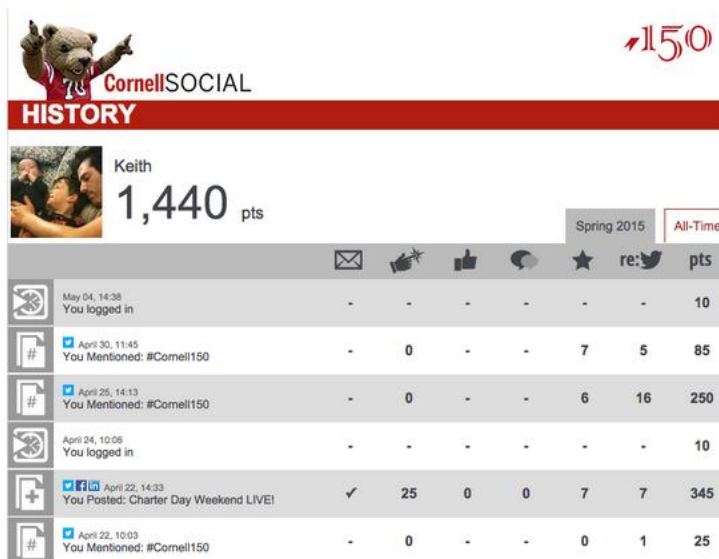 150
CornellSOCIAL
HISTORY
Keith
1,440 pts
Spring 2015 All-Time
re: pts
May 04, 14:38
You logged in
- - - - - - 10
# April 30, 11:45
You Mentioned: #Cornell150
- 0 - - 7 5 85
# April 25, 14:13
You Mentioned: #Cornell150
- 0 - - 6 16 250
April 24, 10:06
You logged in
- - - - - - 10
April 22, 14:33
You Posted: Charter Day Weekend LIVE!
✔ 25 0 0 7 7 345
# April 22, 10:03
You Mentioned: #Cornell150
- 0 - - 0 1 25